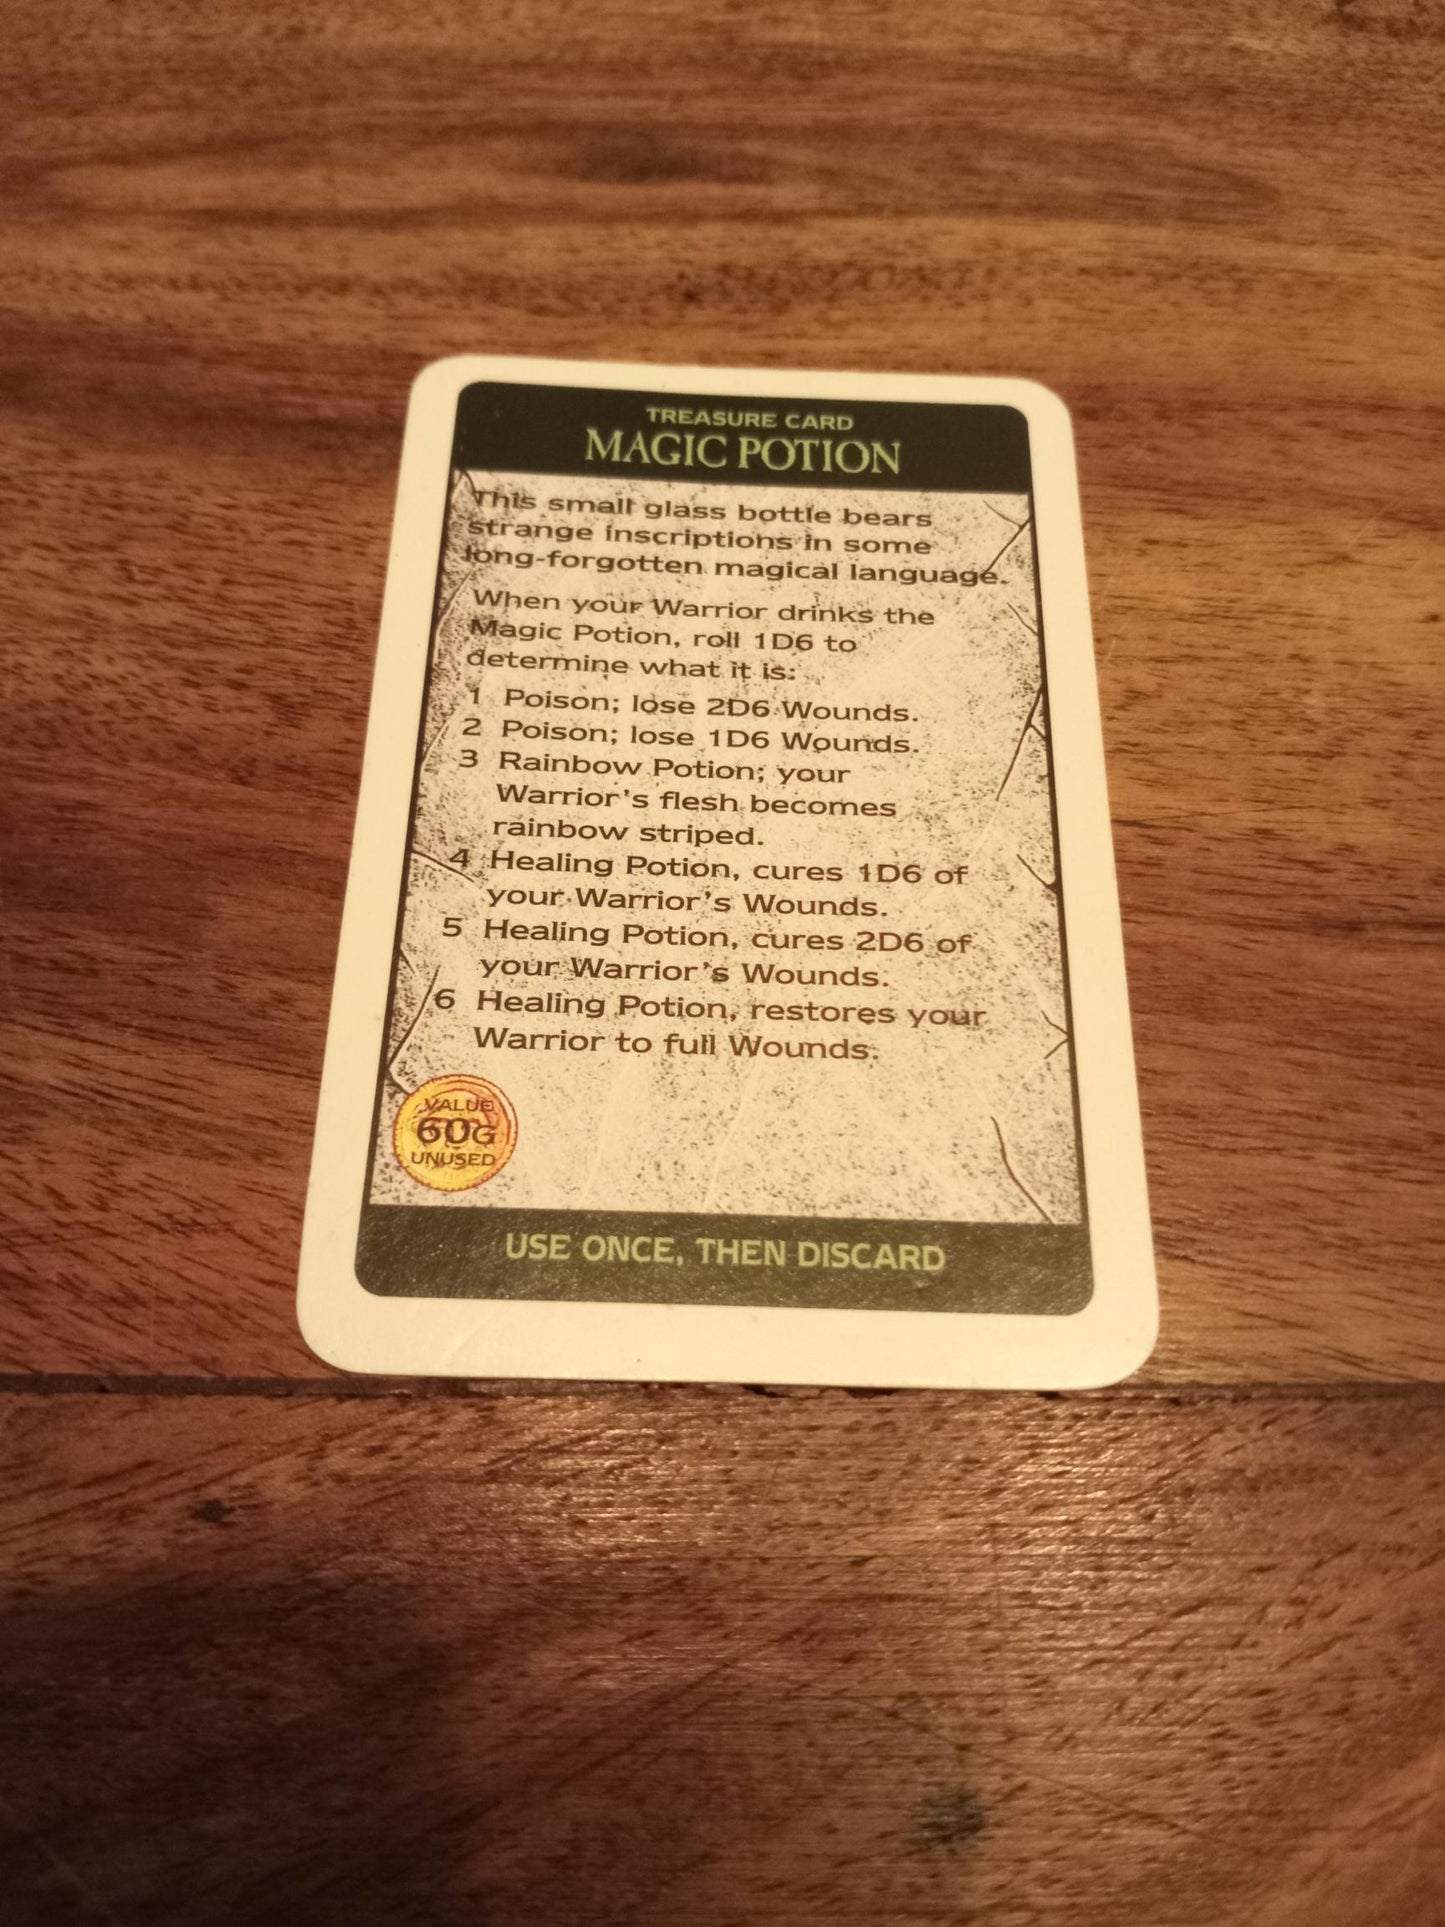 TREASURE CARD
MAGIC POTION
This small glass bottle bears
strange inscriptions in some
long-forgotten magical language.
When your Warrior drinks the
Magic Potion, roll 1D6 to
determine what it is:
1 Poison; lose 2D6 Wounds.
2 Poison; lose 1D6 Wounds.
3 Rainbow Potion; your
Warrior's flesh becomes
rainbow striped.
4 Healing Potion, cures 1D6 of
your Warrior's Wounds.
5 Healing Potion, cures 2D6 of
your Warrior's Wounds.
6 Healing Potion, restores your
Warrior to full Wounds.
VALUE
60G
UNUSED
USE ONCE, THEN DISCARD